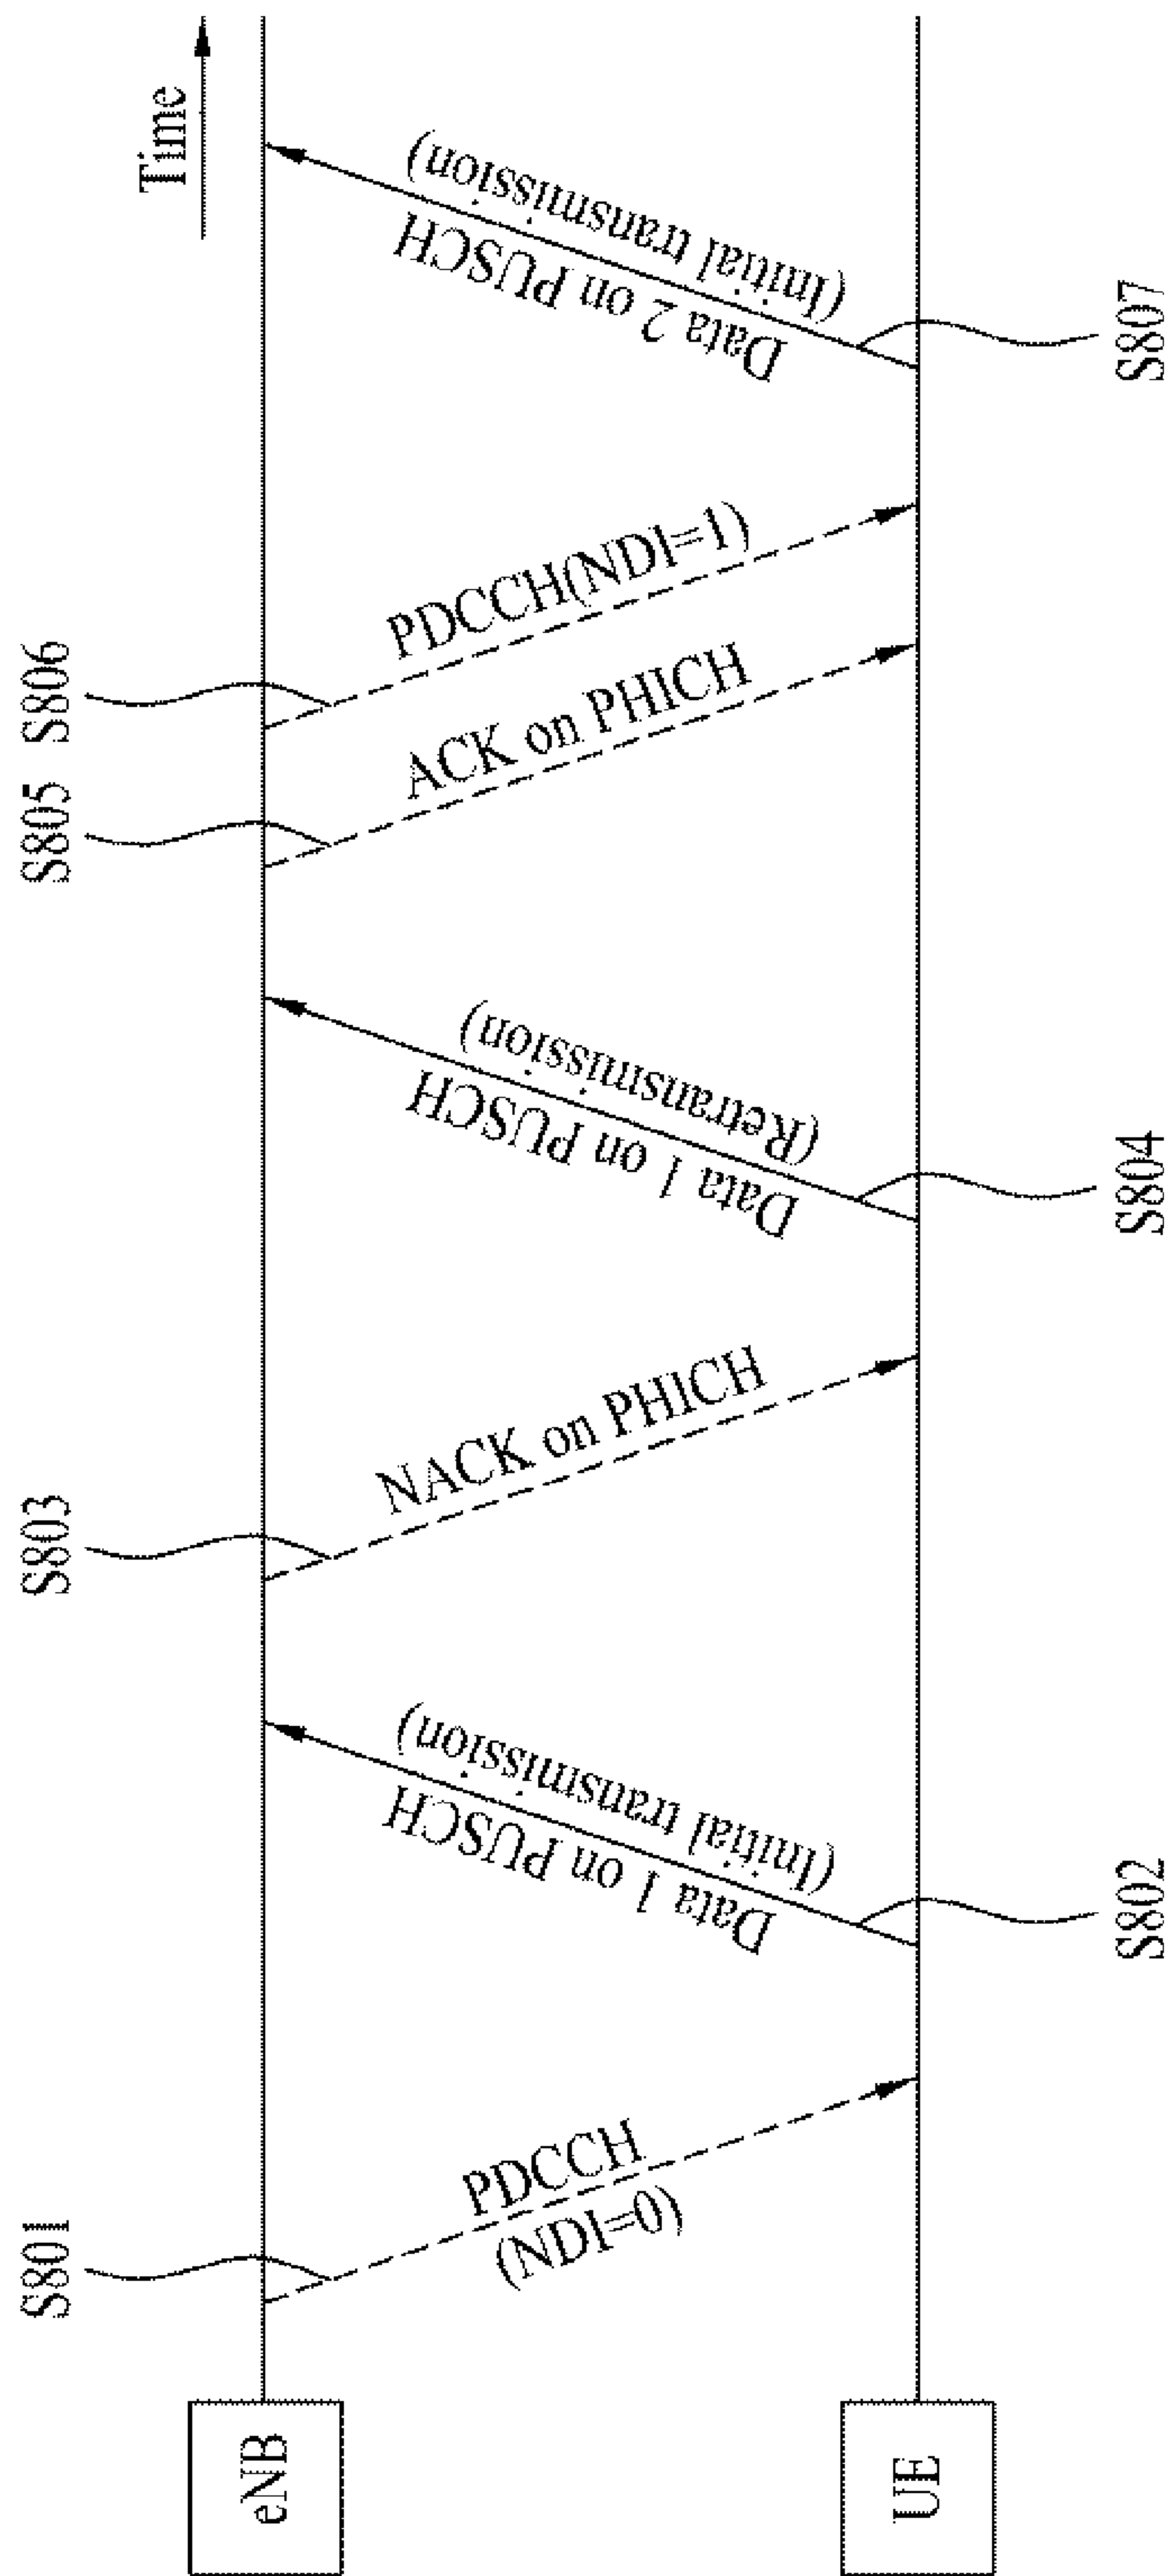 Time
S801
S803
S805
S806
eNB
PDCCH
(NDI=0)
Data 1 on PUSCH
(Initial transmission)
NACK on PHICH
Data 1 on PUSCH
(Retransmission)
ACK on PHICH
PDCCH(NDI=1)
Data 2 on PUSCH
(Initial transmission)
UE
S802
S804
S807